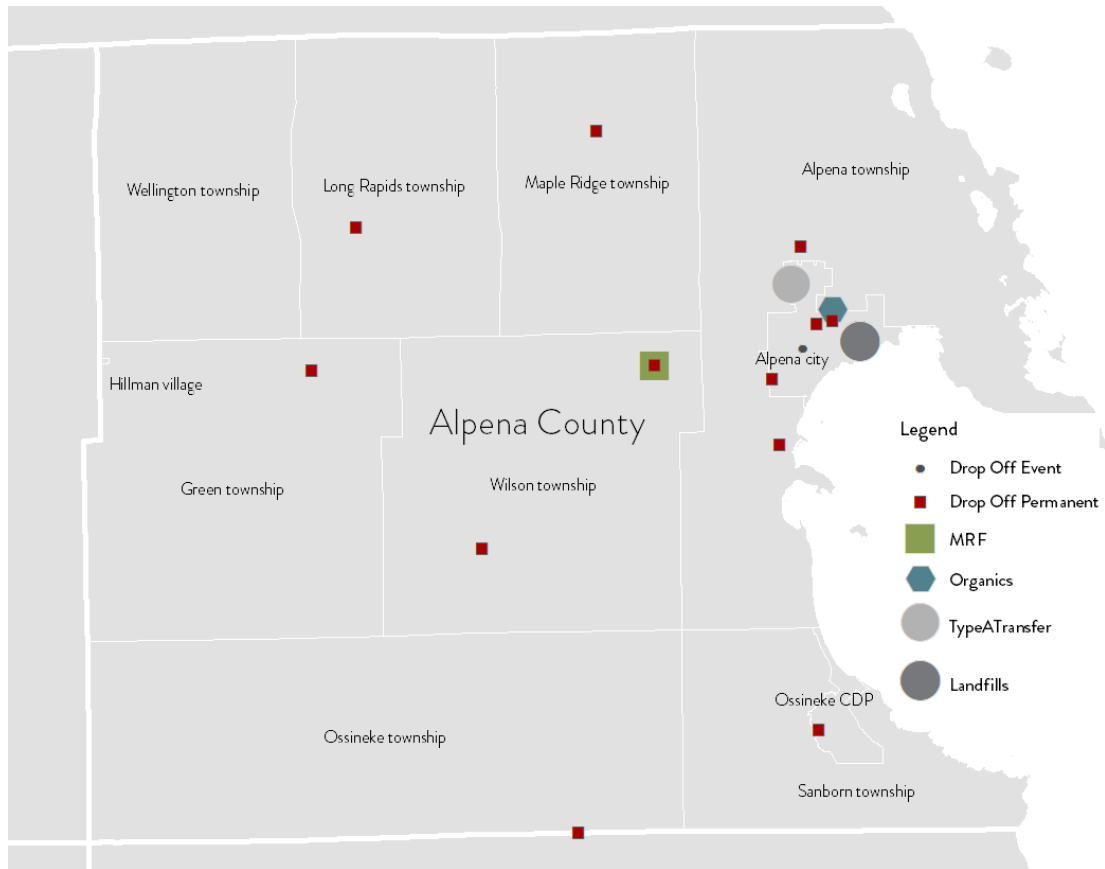 Alpena township
Maple Ridge township
Long Rapids township
Wellington township
Alpena city
Hillman village
Alpena County
Wilson township
Green township
Legend
Drop Off Event
Drop Off Permanent
MRF
Organics
TypeATransfer
Landfills
Ossineke CDP
Ossineke township
Sanborn township